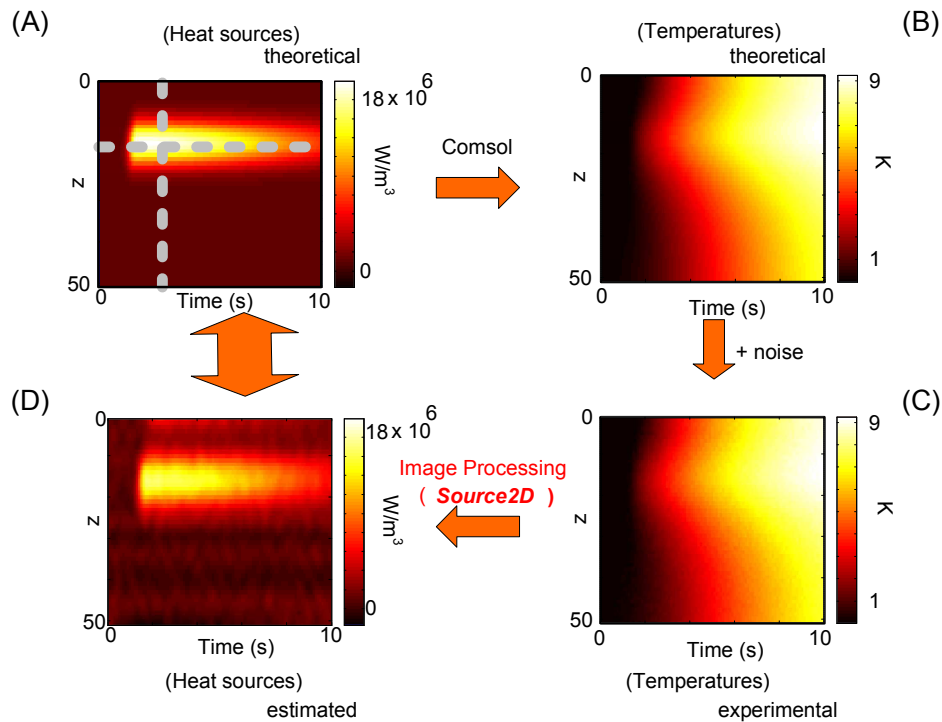 (A)
(Heat sources)
theoretical
0
z
50
0
Time (s)
10
18 x 10 6
W/m3
0
Comsol
(B)
(Temperatures)
theoretical
0
z
50
0
Time (s)
10
9
K
1
+ noise
(D)
0
z
50
0
Time (s)
10
18 x 10 6
W/m3
0
(Heat sources)
estimated
Image Processing
( Source2D )
(C)
0
z
50
0
Time (s)
10
9
K
1
(Temperatures)
experimental